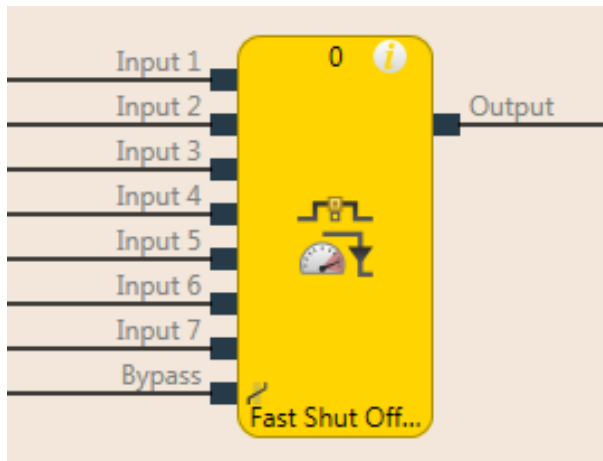 Input 1
0
i
Input 2
Output
Input 3
Input 4
Input 5
Input 6
Input 7
Bypass
Fast Shut Off...